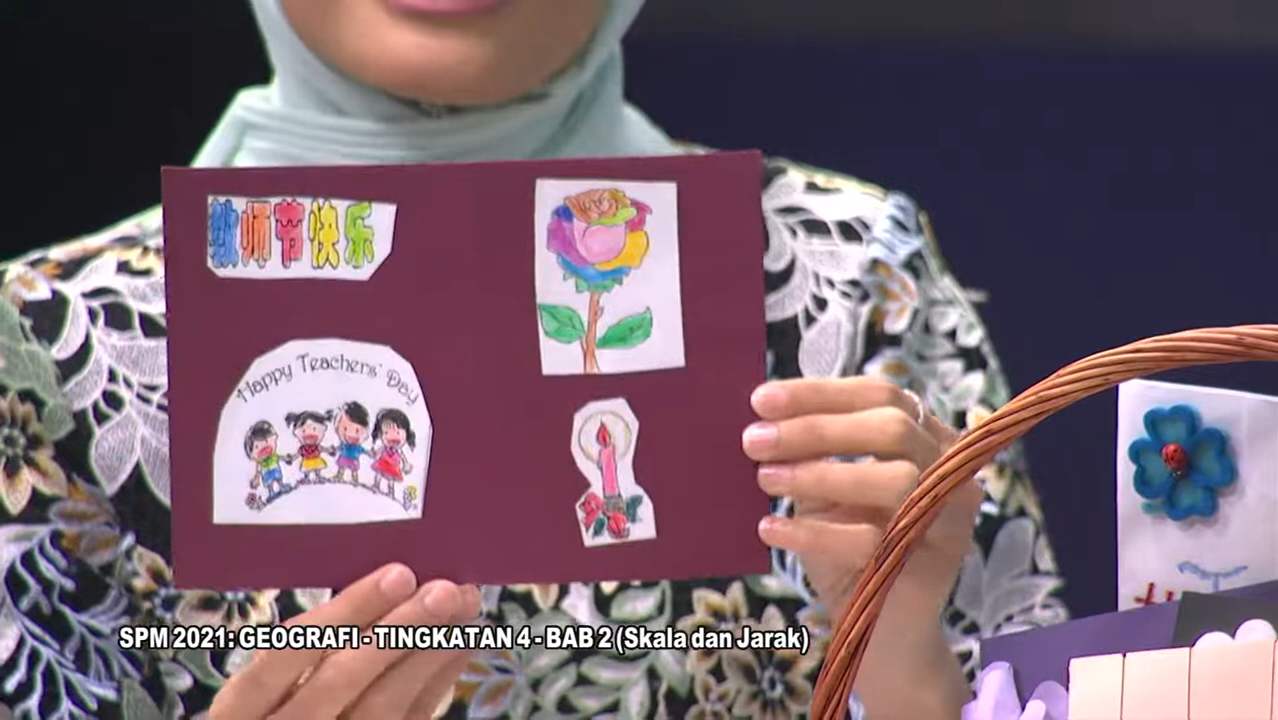 教师节快乐
Happy Teachers' Day
SPM 2021: GEOGRAFI - TINGKATAN 4 - BAB 2 (Skala dan Jarak)